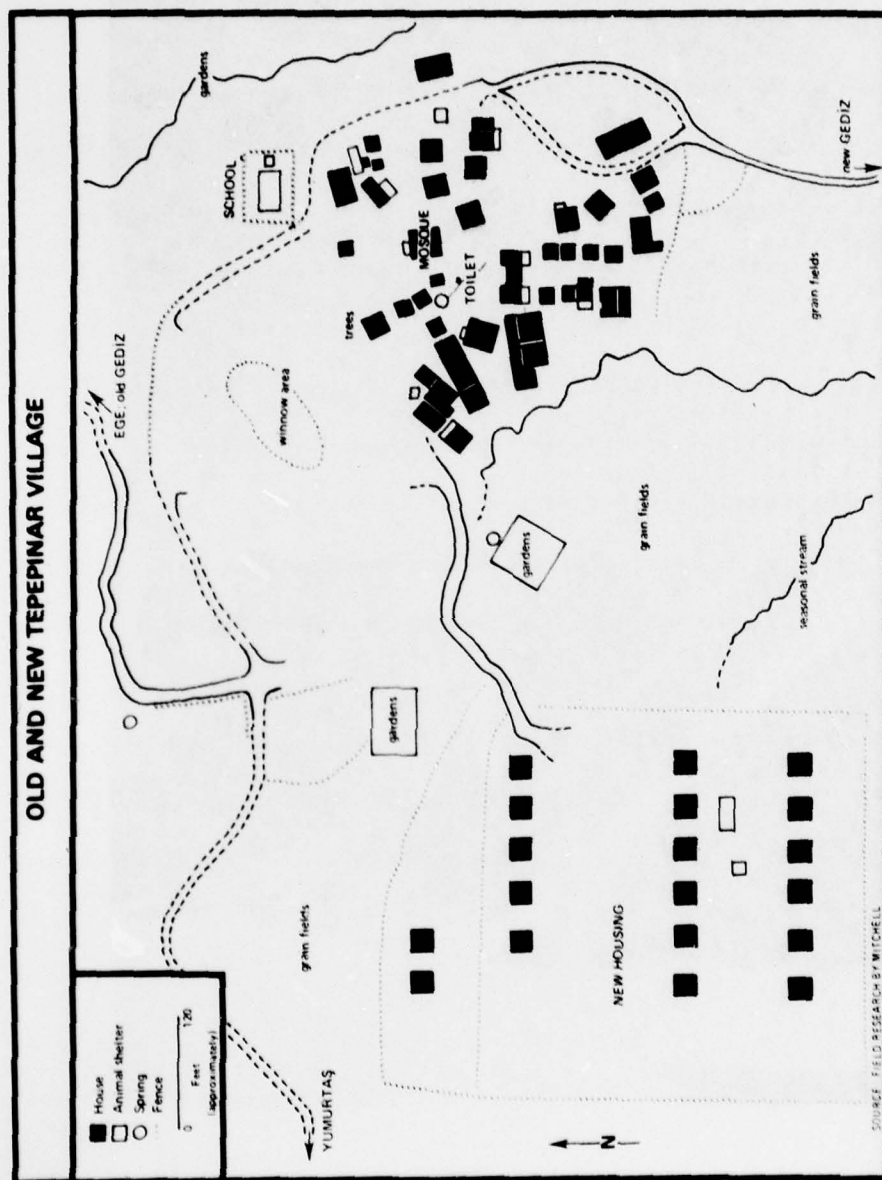 OLD AND NEW TEPEPINAR VILLAGE
House
Animal shelter
Spring
Fence
0 120
Feet
(approximately)
YUMURTAŞ
N
grain fields
gardens
NEW HOUSING
EGE; old GEDIZ
winnow area
trees
SCHOOL
gardens
MOSQUE
TOILET
gardens
grain fields
seasonal stream
grain fields
new GEDİZ
SOURCE FIELD RESEARCH BY MITCHELL